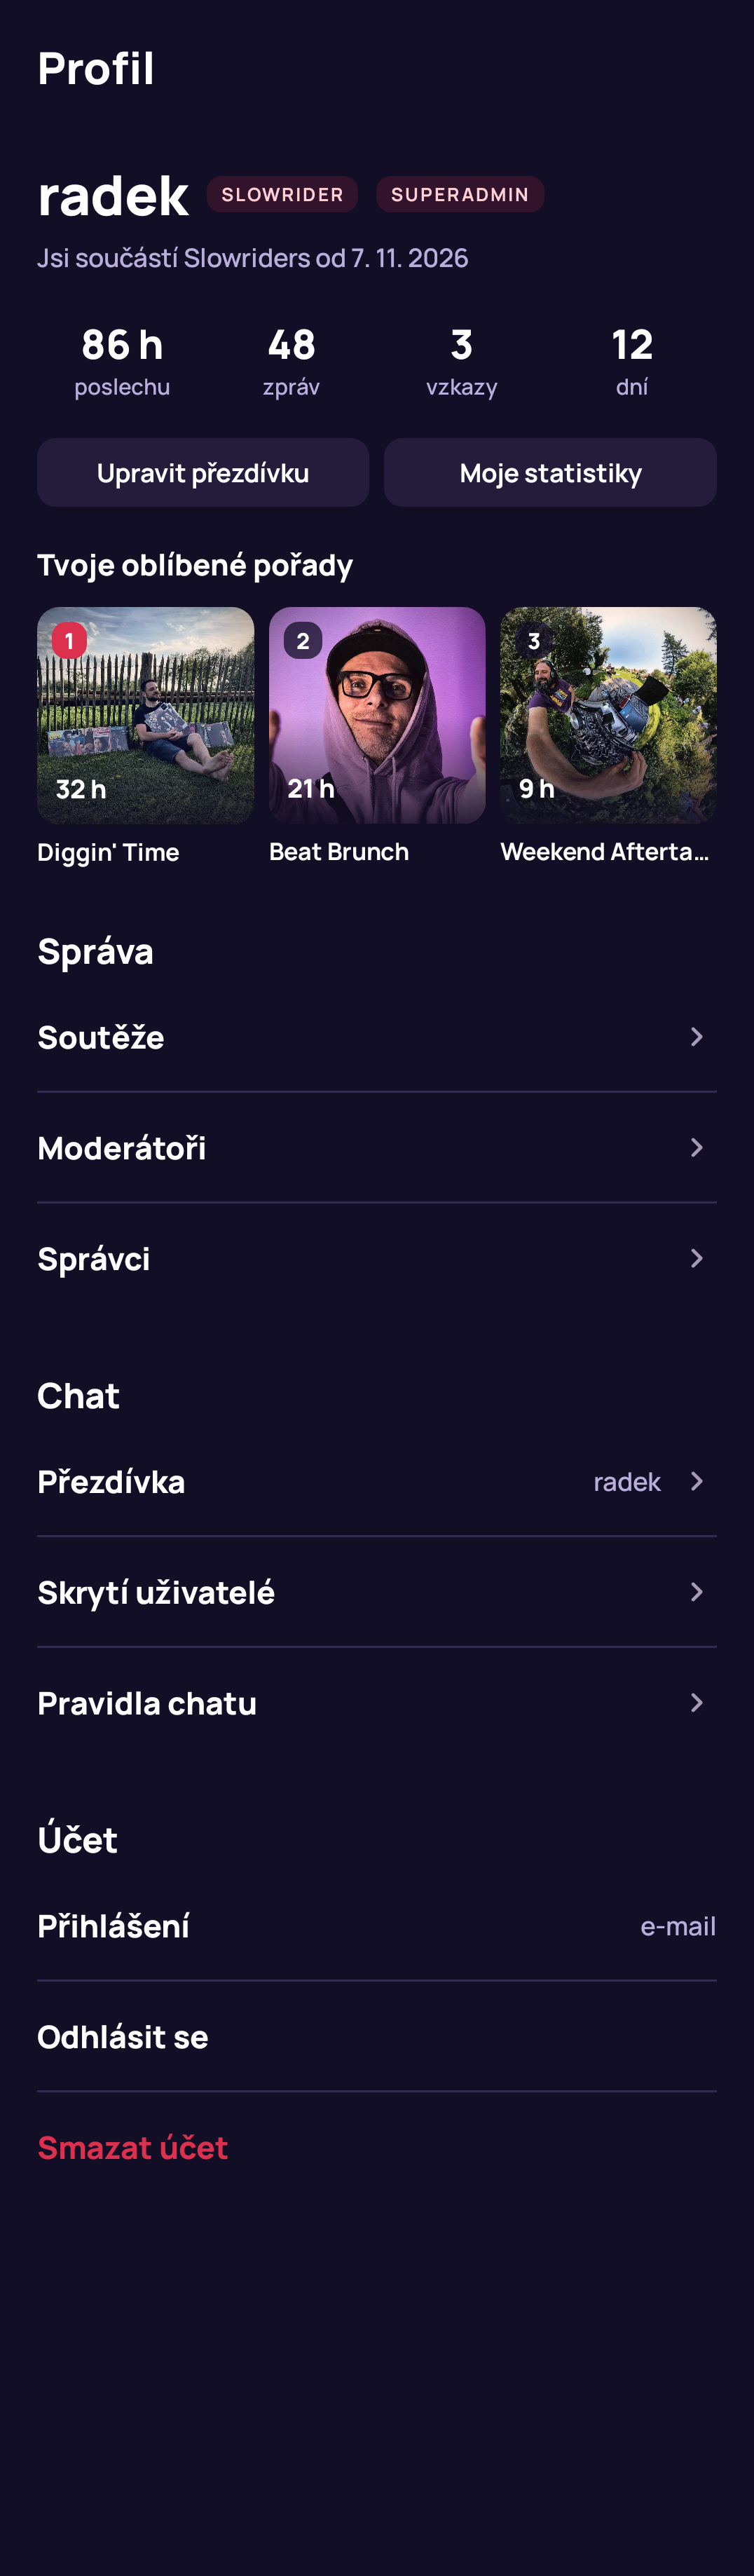 Profil
radek SLOWRIDER SUPERADMIN
Jsi součástí Slowriders od 7. 11. 2026
86 h 48 3 12
poslechu zpráv vzkazy dní
Upravit přezdívku Moje statistiky
Tvoje oblíbené pořady
1 2 3
32 h 21 h 9 h
Diggin' Time Beat Brunch Weekend Afterta...
Správa
Soutěže
Moderátoři
Správci
Chat
Přezdívka radek
Skrytí uživatelé
Pravidla chatu
Účet
Přihlášení e-mail
Odhlásit se
Smazat účet